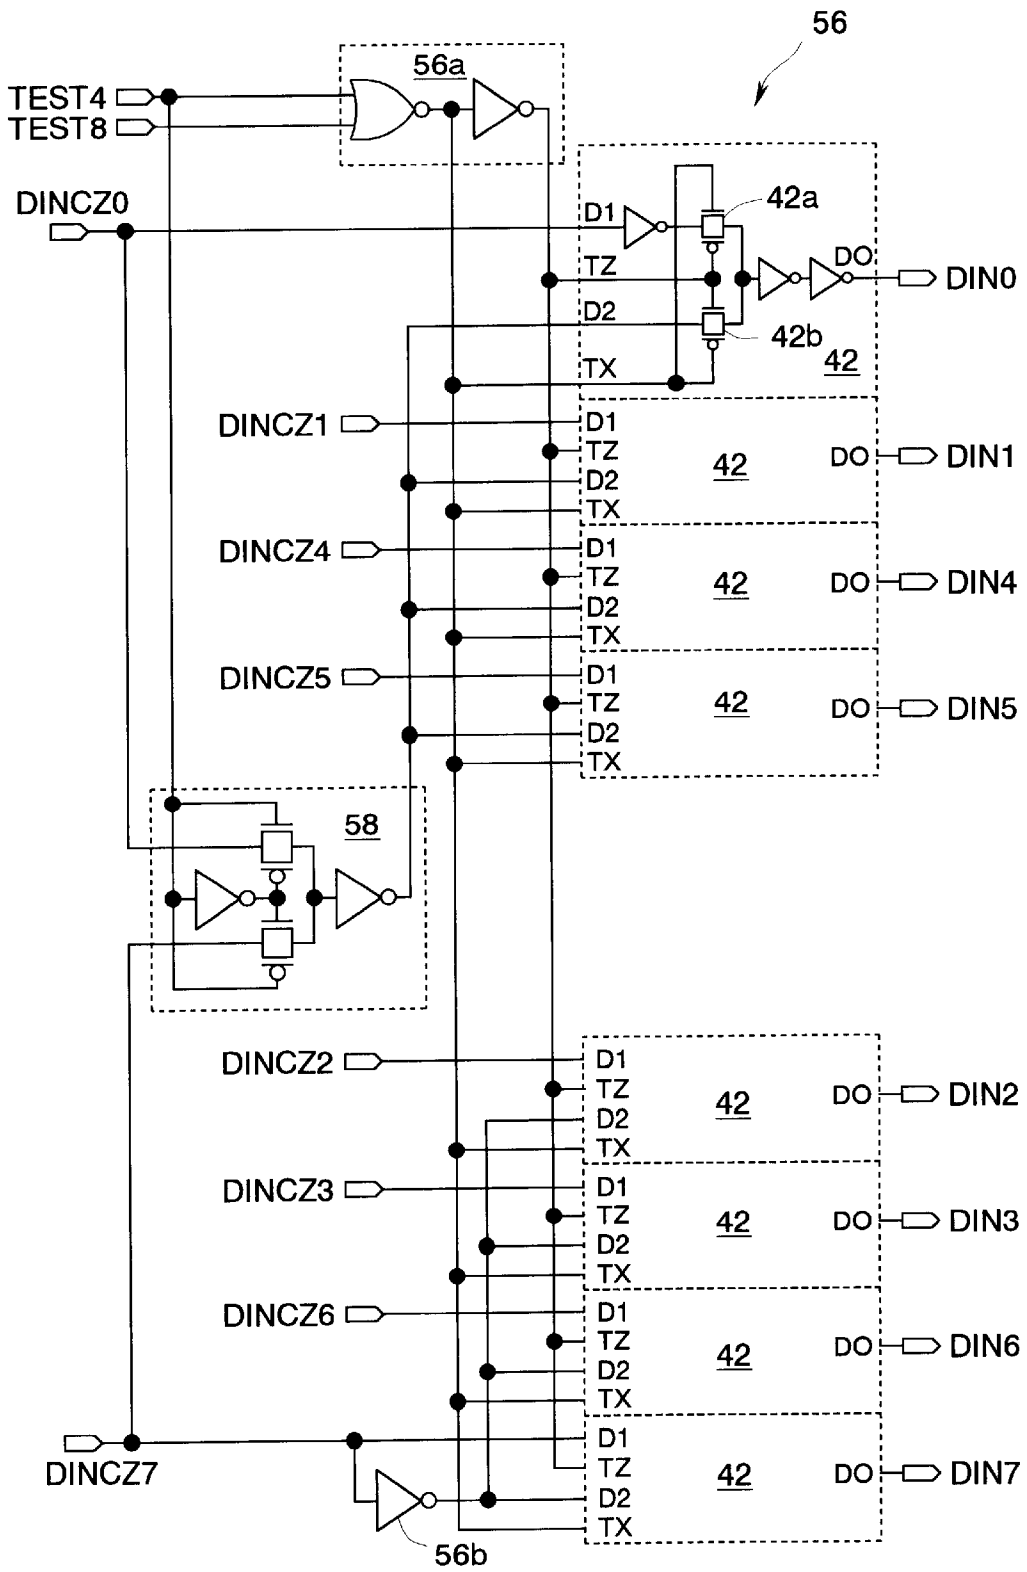 56
56a
TEST4
TEST8
DINCZ0
D1
42a
TZ
DO
DIN0
D2
42b
42
TX
DINCZ1
D1
TZ
42
DO
DIN1
D2
TX
DINCZ4
D1
TZ
42
DO
DIN4
D2
TX
DINCZ5
D1
TZ
42
DO
DIN5
D2
TX
58
DINCZ2
D1
TZ
42
DO
DIN2
D2
TX
DINCZ3
D1
TZ
42
DO
DIN3
D2
TX
DINCZ6
D1
TZ
42
DO
DIN6
D2
TX
DINCZ7
D1
TZ
42
DO
DIN7
D2
TX
56b